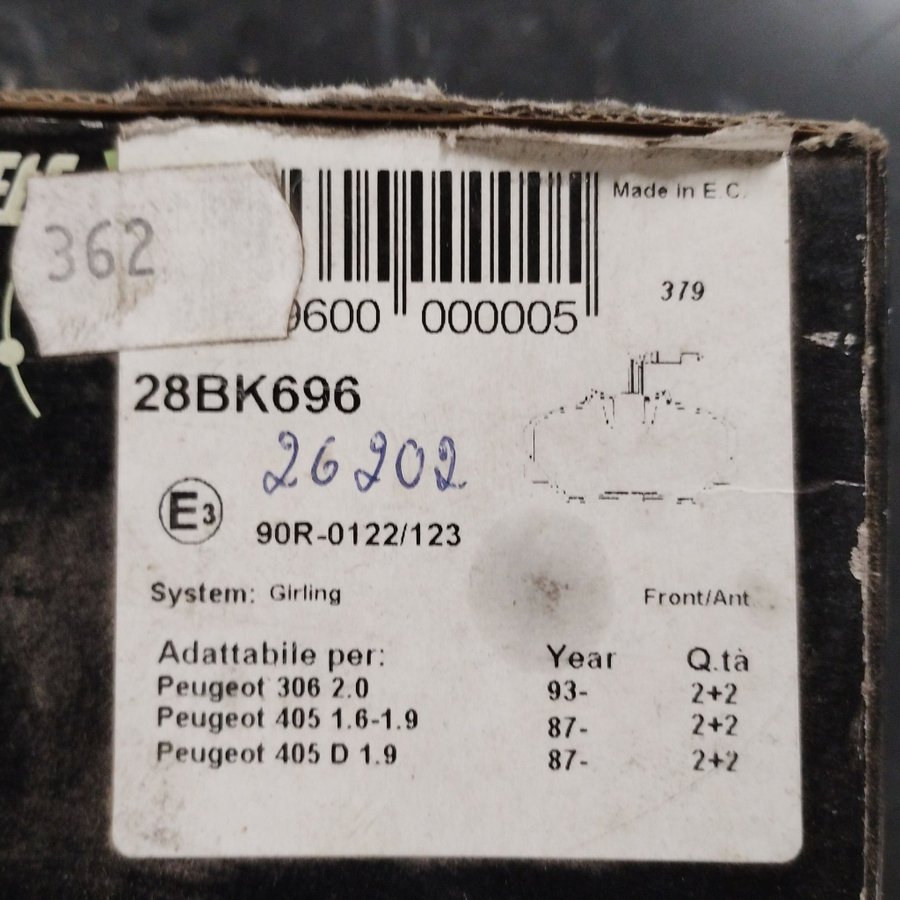 Made in E.C.
362
379
9600 000005
28BK696
26202
E3
90R-0122/123
System: Girling Front/Ant
Adattabile per: Year Q.tà
Peugeot 306 2.0 93- 2+2
Peugeot 405 1.6-1.9 87- 2+2
Peugeot 405 D 1.9 87- 2+2